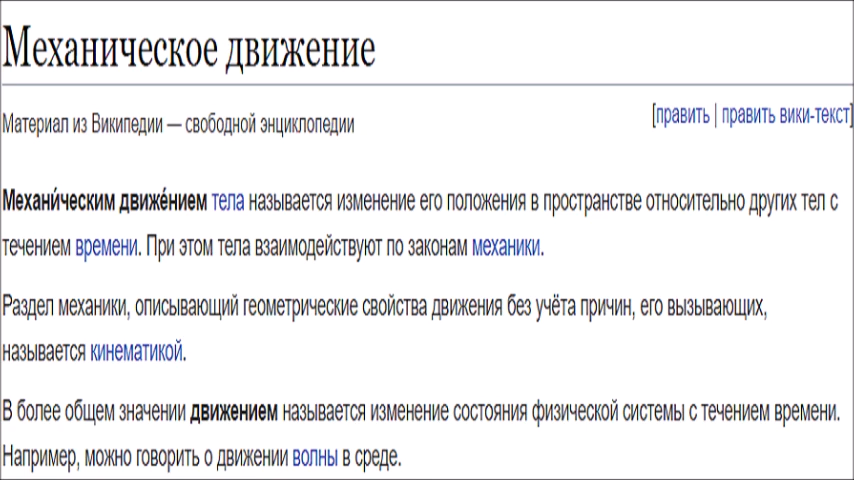 Механическое движение
Материал из Википедии — свободной энциклопедии
[править | править вики-текст]
Механи́ческим движе́нием тела называется изменение его положения в пространстве относительно других тел с
течением времени. При этом тела взаимодействуют по законам механики.
Раздел механики, описывающий геометрические свойства движения без учёта причин, его вызывающих,
называется кинематикой.
В более общем значении движением называется изменение состояния физической системы с течением времени.
Например, можно говорить о движении волны в среде.